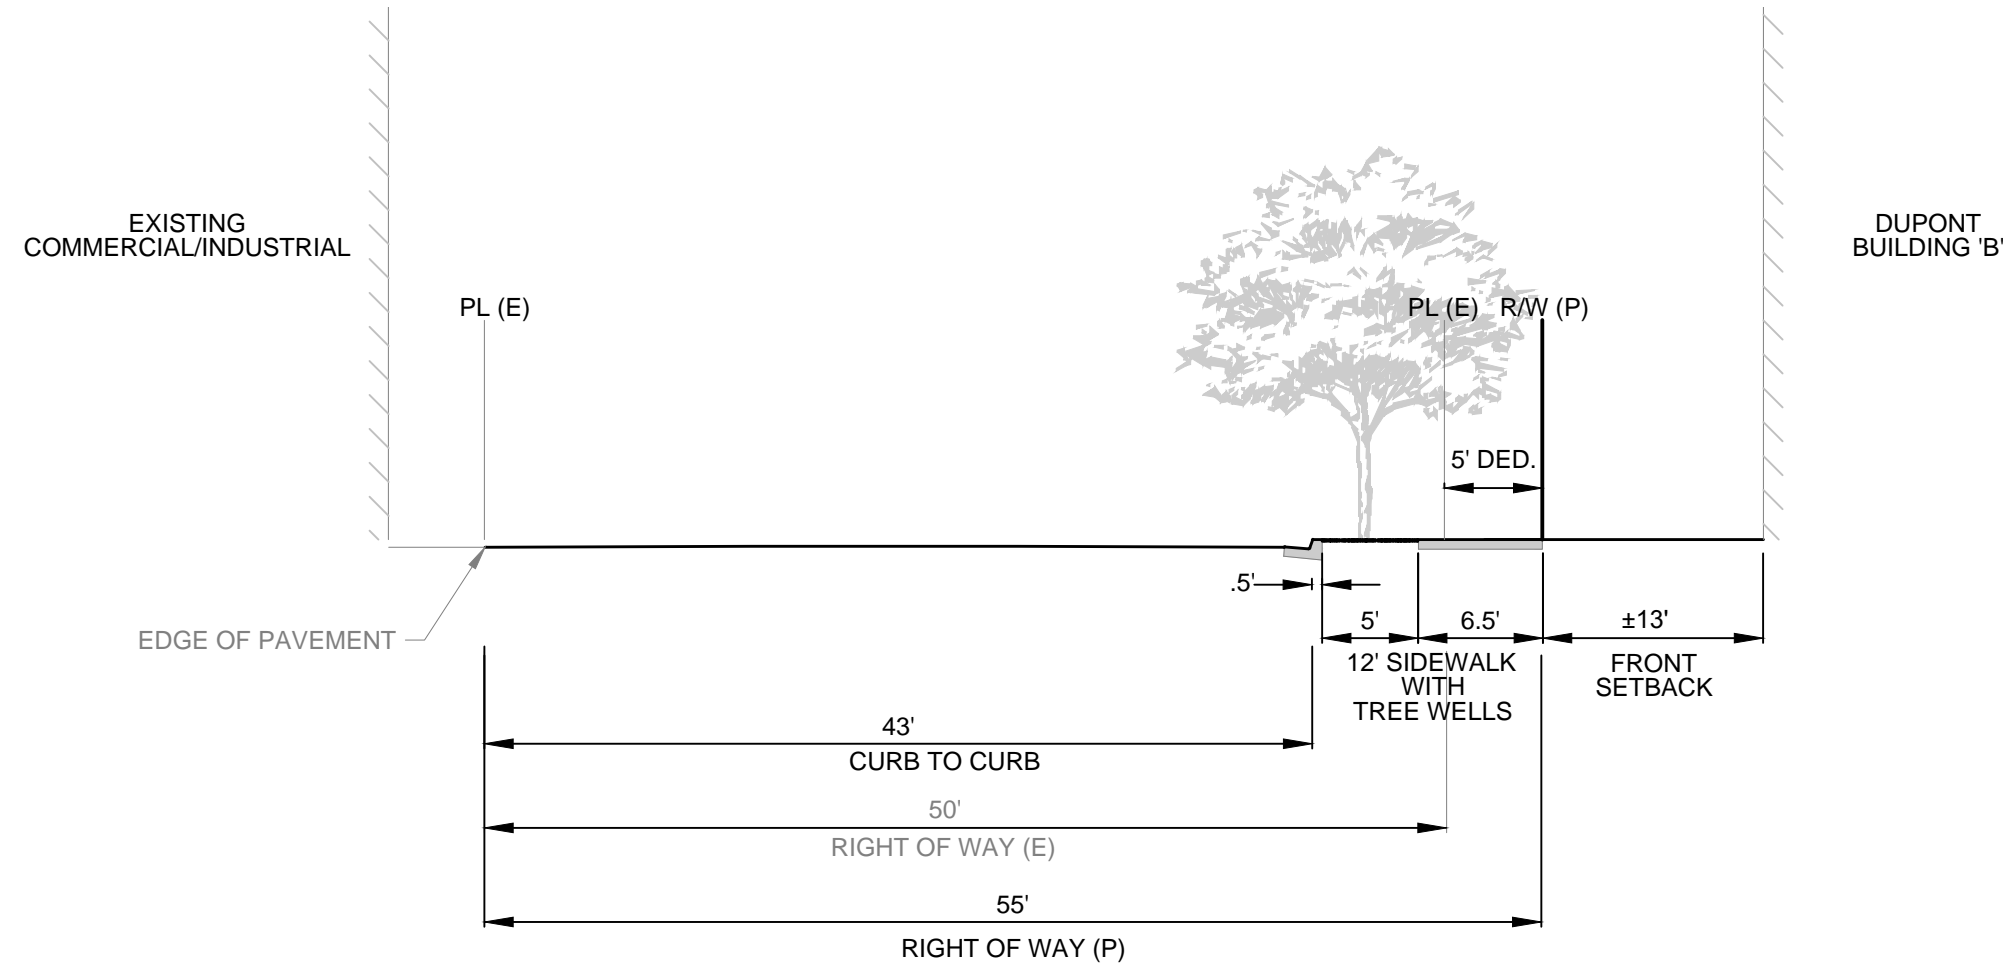 EXISTING
COMMERCIAL/INDUSTRIAL
DUPONT
BUILDING 'B'
PL (E)
PL (E)
R/W (P)
5' DED.
.5'
5'
6.5'
±13'
EDGE OF PAVEMENT
12' SIDEWALK
WITH
TREE WELLS
FRONT
SETBACK
43'
CURB TO CURB
50'
RIGHT OF WAY (E)
55'
RIGHT OF WAY (P)